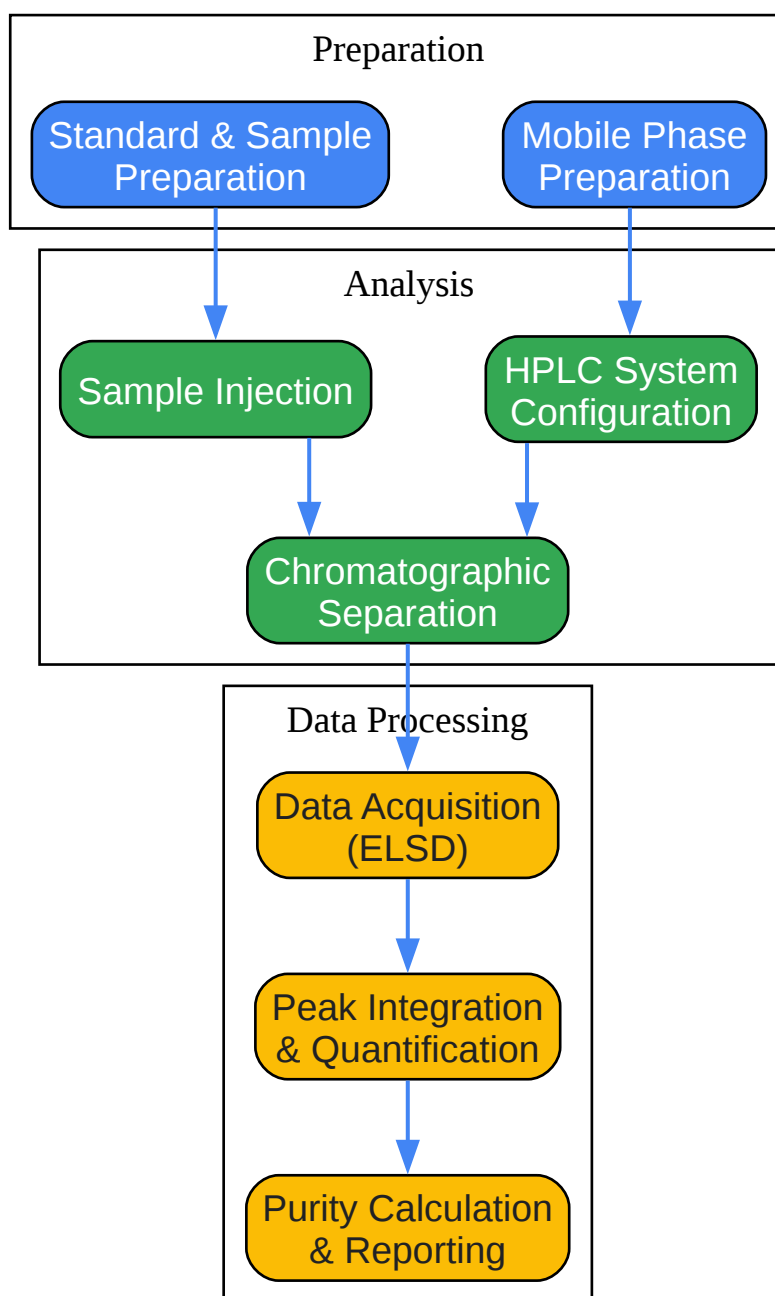 Preparation
Standard & Sample
Preparation
Mobile Phase
Preparation
Analysis
Sample Injection
HPLC System
Configuration
Chromatographic
Separation
Data Processing
Data Acquisition
(ELSD)
Peak Integration
& Quantification
Purity Calculation
& Reporting